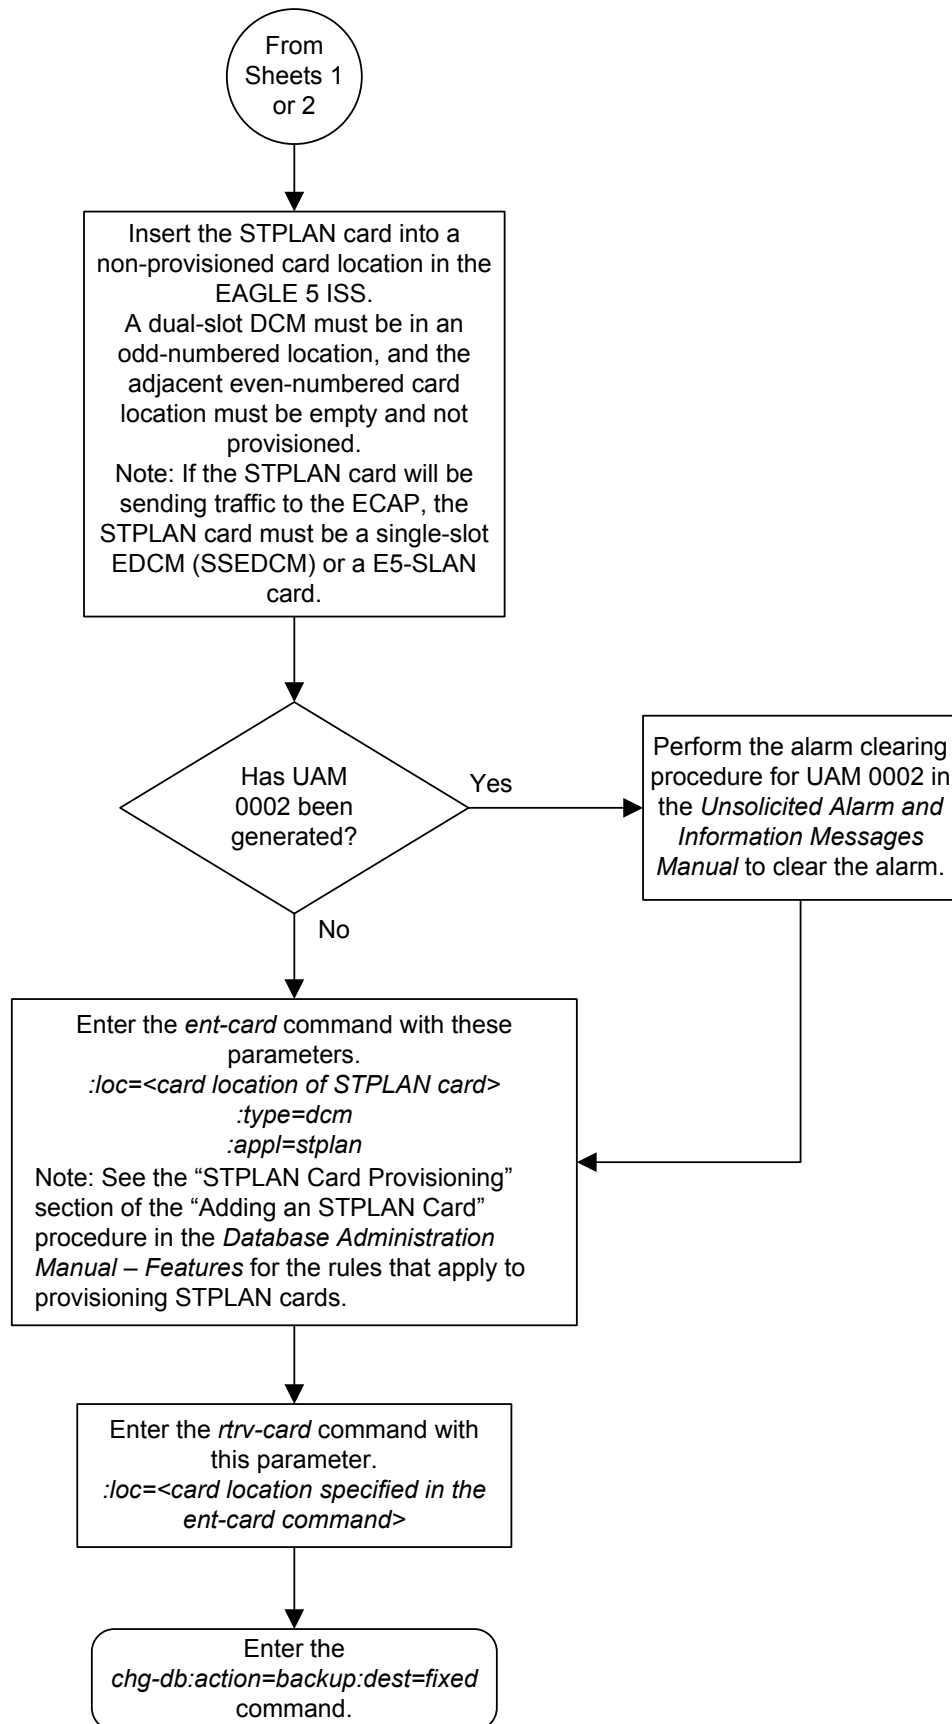 From
Sheets 1
or 2
Insert the STPLAN card into a
non-provisioned card location in the
EAGLE 5 ISS.
A dual-slot DCM must be in an
odd-numbered location, and the
adjacent even-numbered card
location must be empty and not
provisioned.
Note: If the STPLAN card will be
sending traffic to the ECAP, the
STPLAN card must be a single-slot
EDCM (SSEDCM) or a E5-SLAN
card.
Has UAM
0002 been
generated?
Yes
Perform the alarm clearing
procedure for UAM 0002 in
the Unsolicited Alarm and
Information Messages
Manual to clear the alarm.
No
Enter the ent-card command with these
parameters.
:loc=<card location of STPLAN card>
:type=dcm
:appl=stplan
Note: See the “STPLAN Card Provisioning”
section of the “Adding an STPLAN Card”
procedure in the Database Administration
Manual – Features for the rules that apply to
provisioning STPLAN cards.
Enter the rtrv-card command with
this parameter.
:loc=<card location specified in the
ent-card command>
Enter the
chg-db:action=backup:dest=fixed
command.